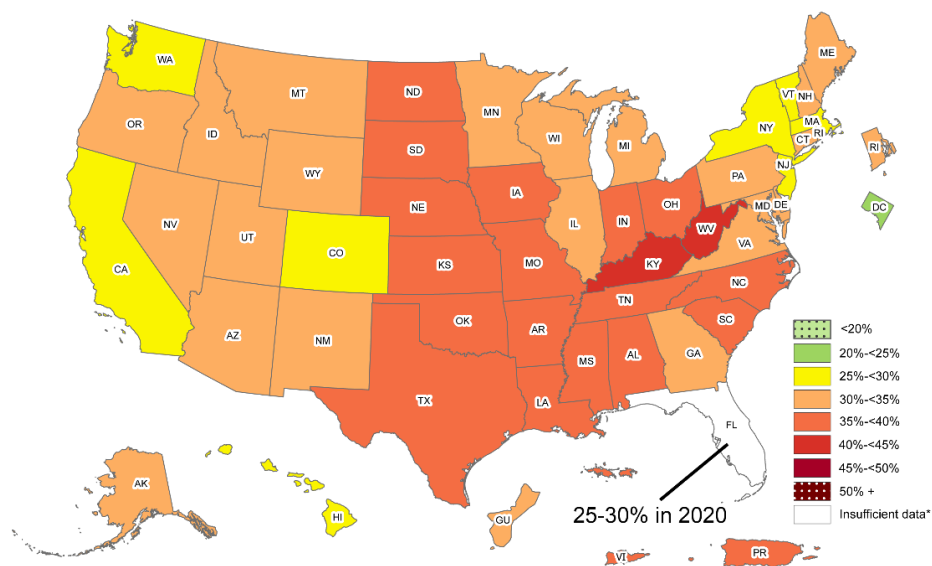 WA
MT
ND
MN
ME
OR
ID
SD
WI
MI
VT
NH
NY
MA
CT
RI
RI
WY
NE
IA
PA
NJ
NV
UT
CO
IL
IN
OH
MD
DE
DC
CA
KS
MO
KY
WV
VA
AZ
NM
OK
AR
TN
NC
SC
TX
LA
MS
AL
GA
FL
<20%
20%-<25%
25%-<30%
30%-<35%
35%-<40%
40%-<45%
45%-<50%
50% +
Insufficient data*
AK
HI
GU
25-30% in 2020
VI
PR